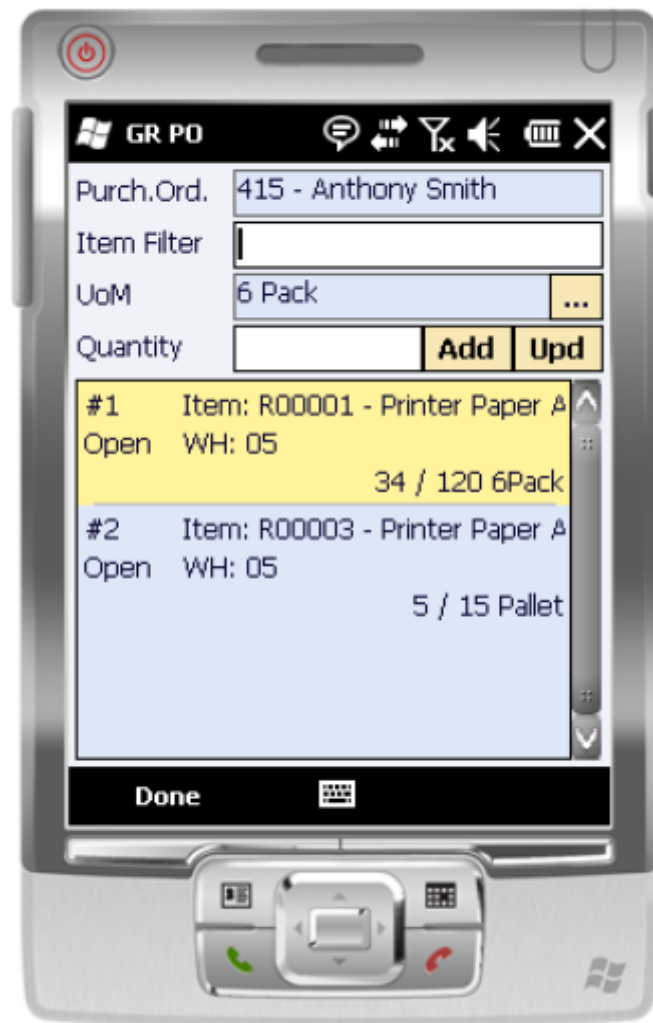 GR PO
Purch.Ord. 415 - Anthony Smith
Item Filter
UoM 6 Pack ...
Quantity Add Upd
#1 Item: R00001 - Printer Paper A
Open WH: 05
34 / 120 6Pack
#2 Item: R00003 - Printer Paper A
Open WH: 05
5 / 15 Pallet
Done